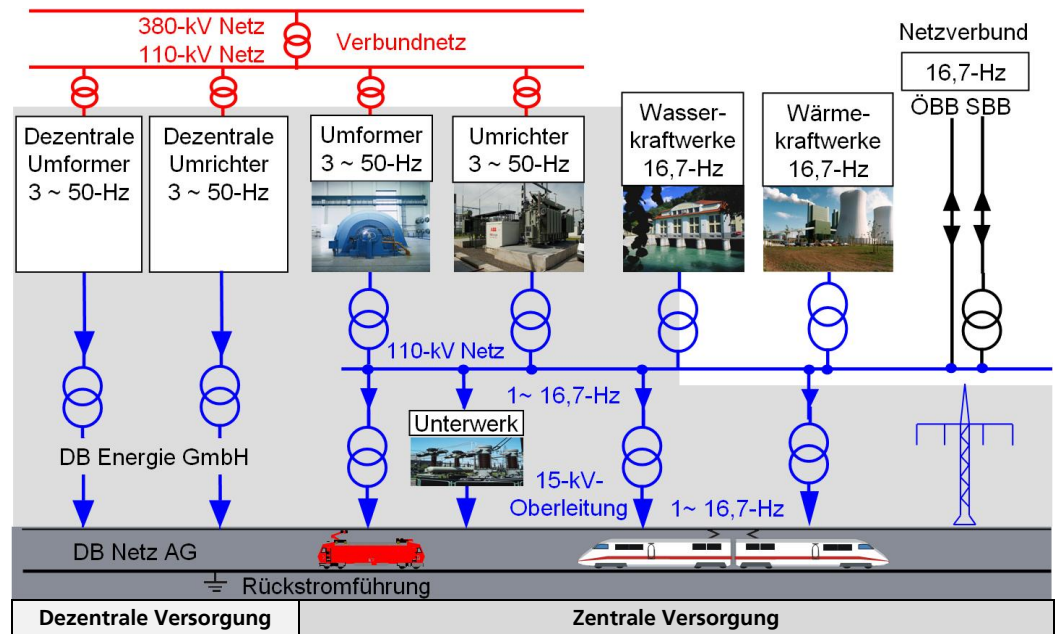 380-kV Netz
110-kV Netz
Verbundnetz
Netzverbund
16,7-Hz
ÖBB SBB
Dezentrale
Umformer
3 ~ 50-Hz
Dezentrale
Umrichter
3 ~ 50-Hz
Umformer
3 ~ 50-Hz
Umrichter
3 ~ 50-Hz
Wasser-
kraftwerke
16,7-Hz
Wärme-
kraftwerke
16,7-Hz
110-kV Netz
1~ 16,7-Hz
Unterwerk
DB Energie GmbH
15-kV-
Oberleitung
1~ 16,7-Hz
DB Netz AG
Rückstromführung
Dezentrale Versorgung
Zentrale Versorgung